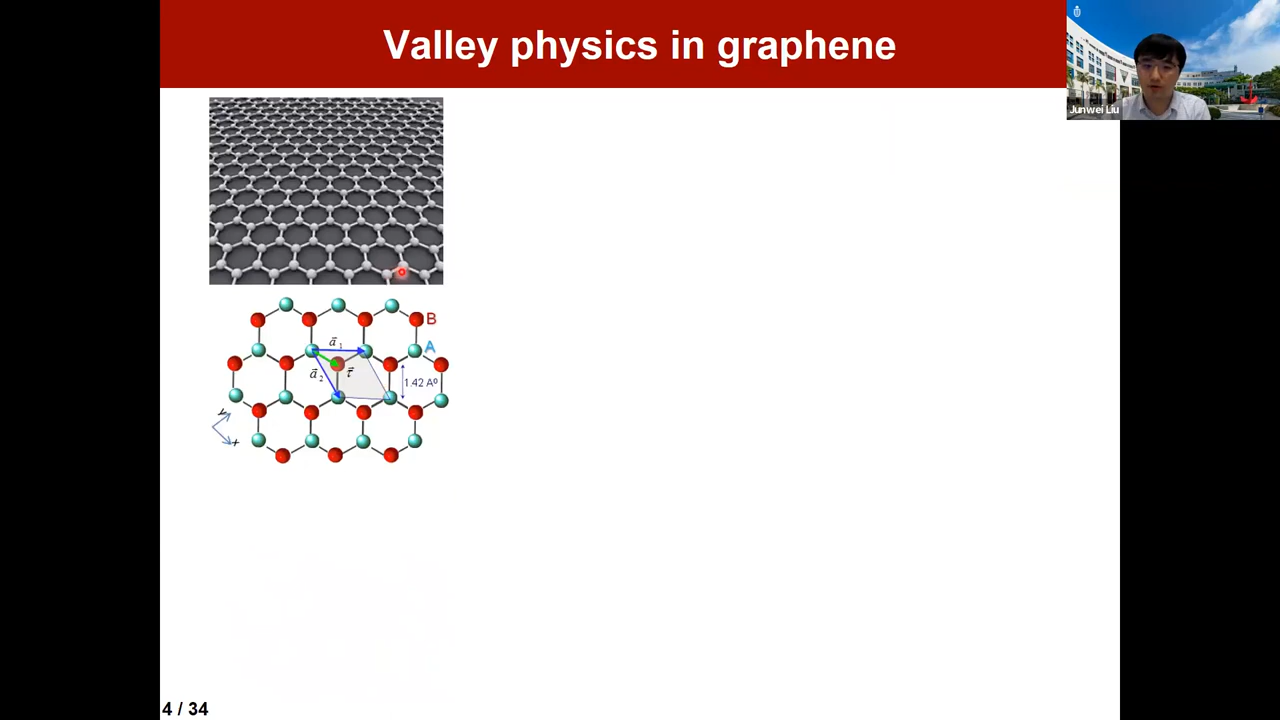 Valley physics in graphene
Junwei Liu
B
A
a⃗ 1
a⃗ 2
τ⃗
1.42 A⁰
Y
x
4 / 34